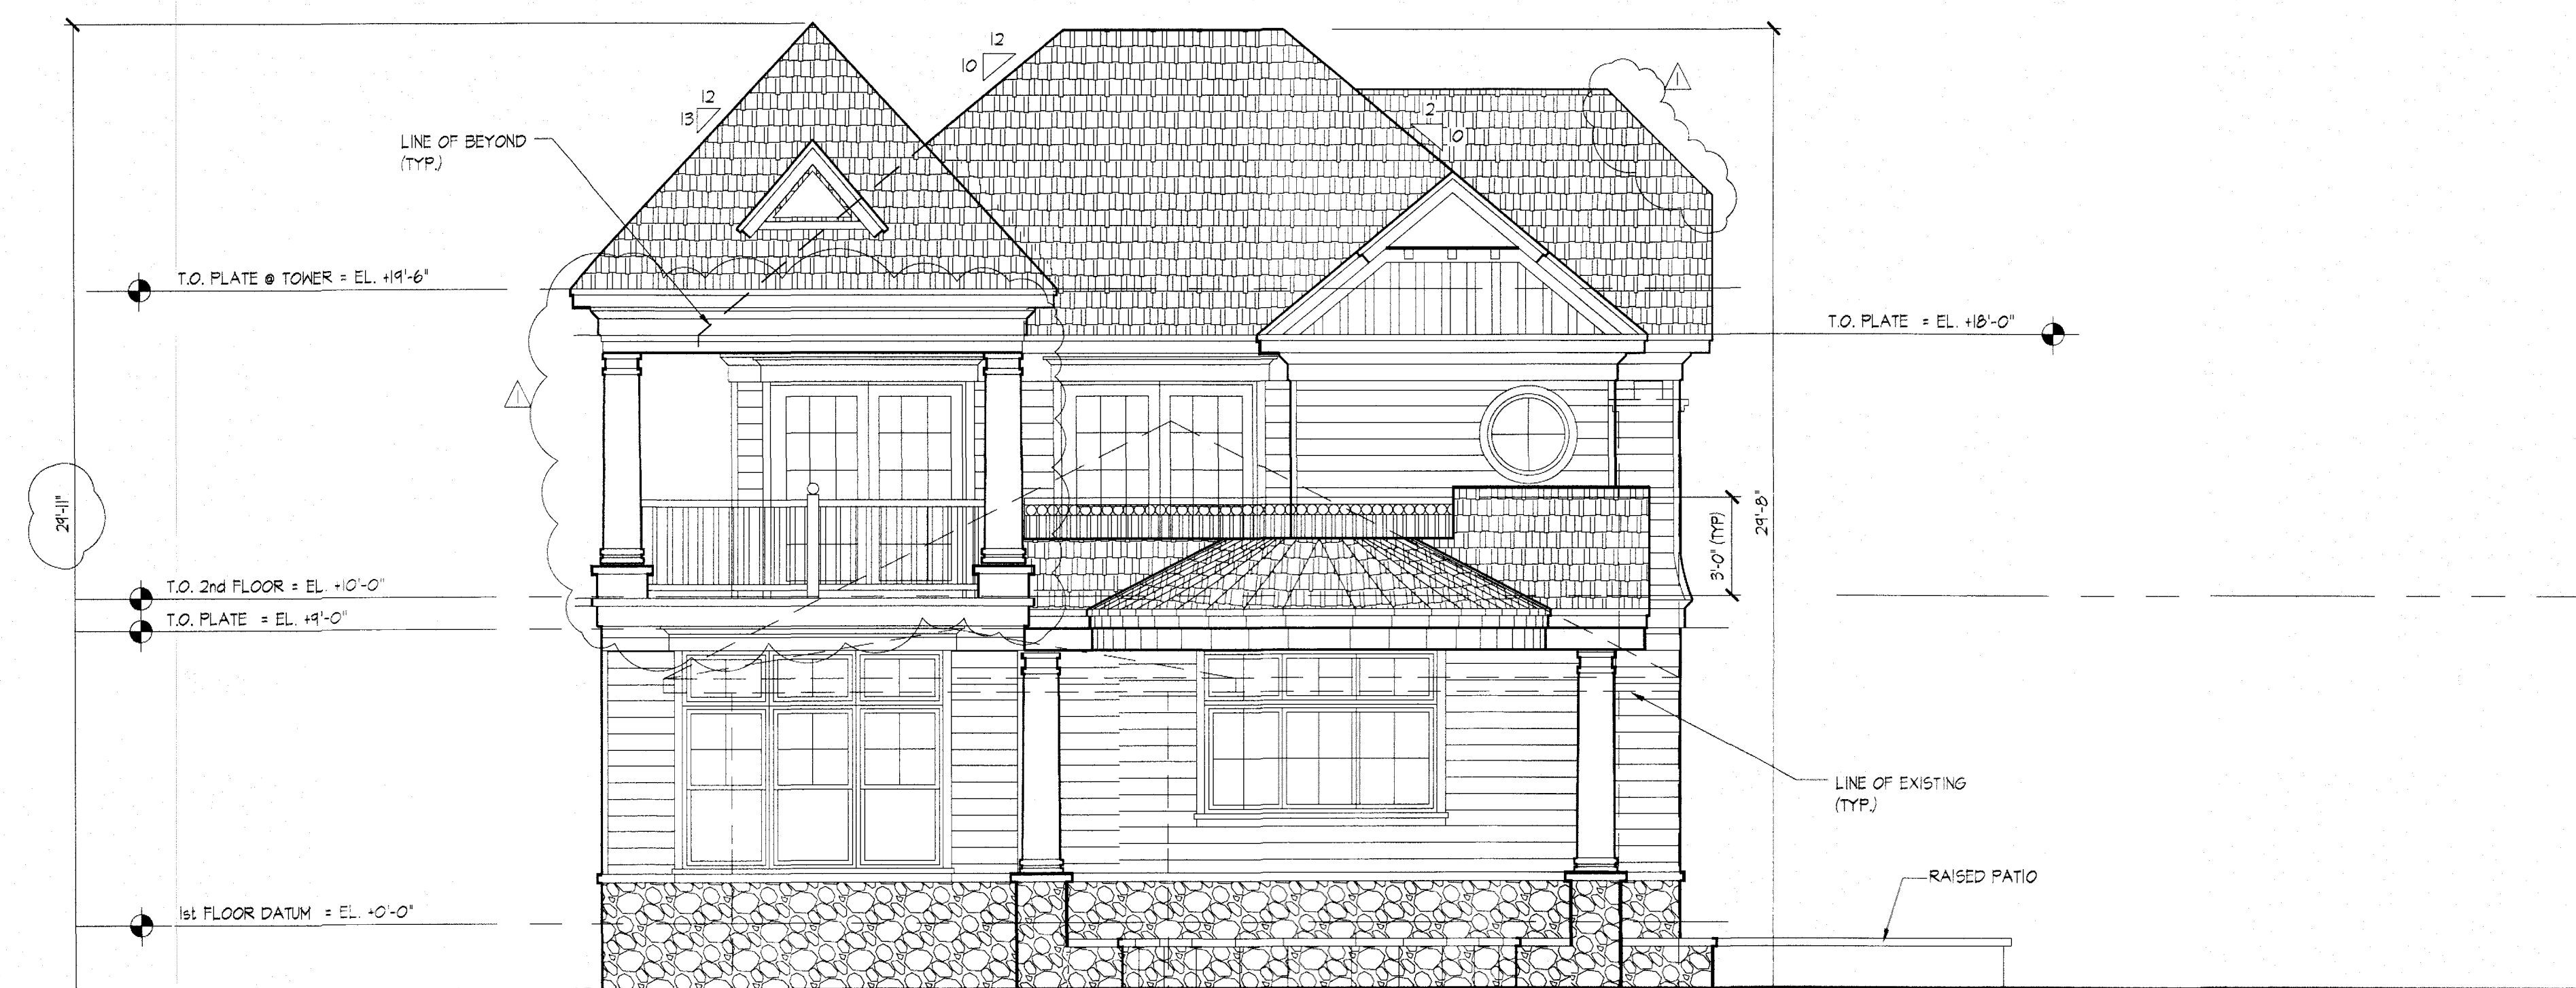 12
10
12
13
2
10
1
LINE OF BEYOND
(TYP.)
T.O. PLATE @ TOWER = EL. +19'-6"
T.O. PLATE = EL. +18'-0"
1
29'-11"
29'-8"
3'-0" (TYP)
T.O. 2nd FLOOR = EL. +10'-0"
T.O. PLATE = EL. +9'-0"
LINE OF EXISTING
(TYP.)
RAISED PATIO
1st FLOOR DATUM = EL. +0'-0"